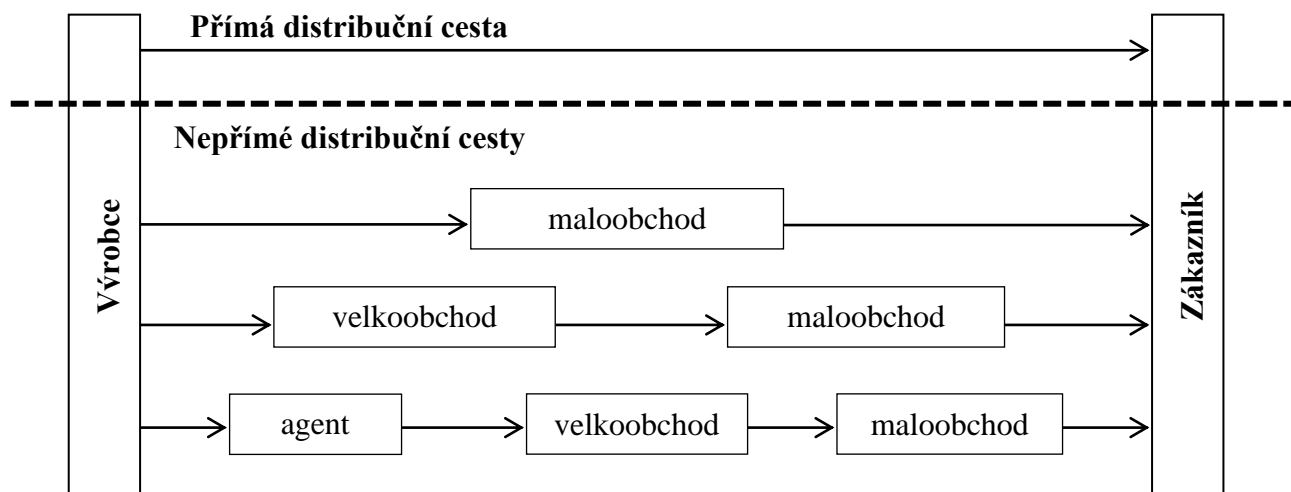 Přímá distribuční cesta
Nepřímé distribuční cesty
Výrobce
maloobchod
Zákazník
velkoobchod
maloobchod
agent
velkoobchod
maloobchod